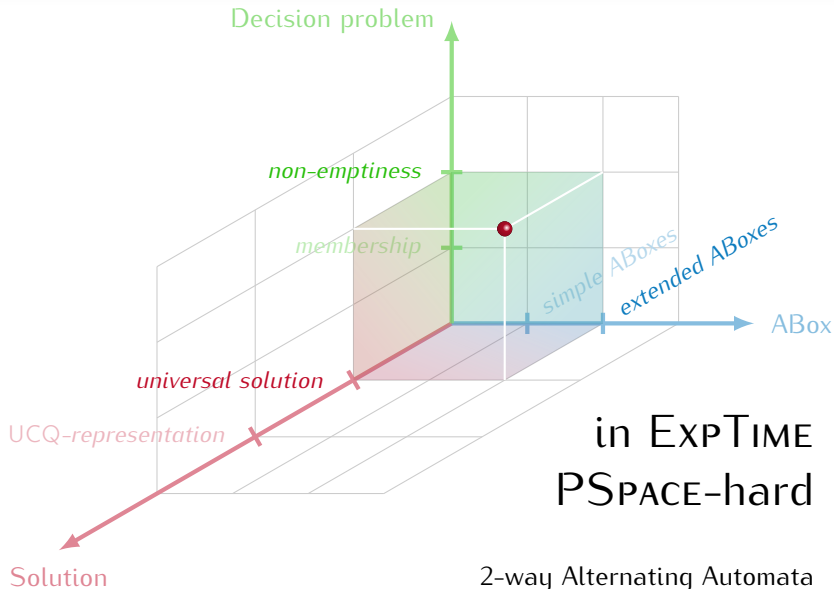 Decision problem
non-emptiness
membership
simple ABoxes
extended ABoxes
ABox
universal solution
UCQ-representation
in ExpTime
PSpace-hard
Solution
2-way Alternating Automata